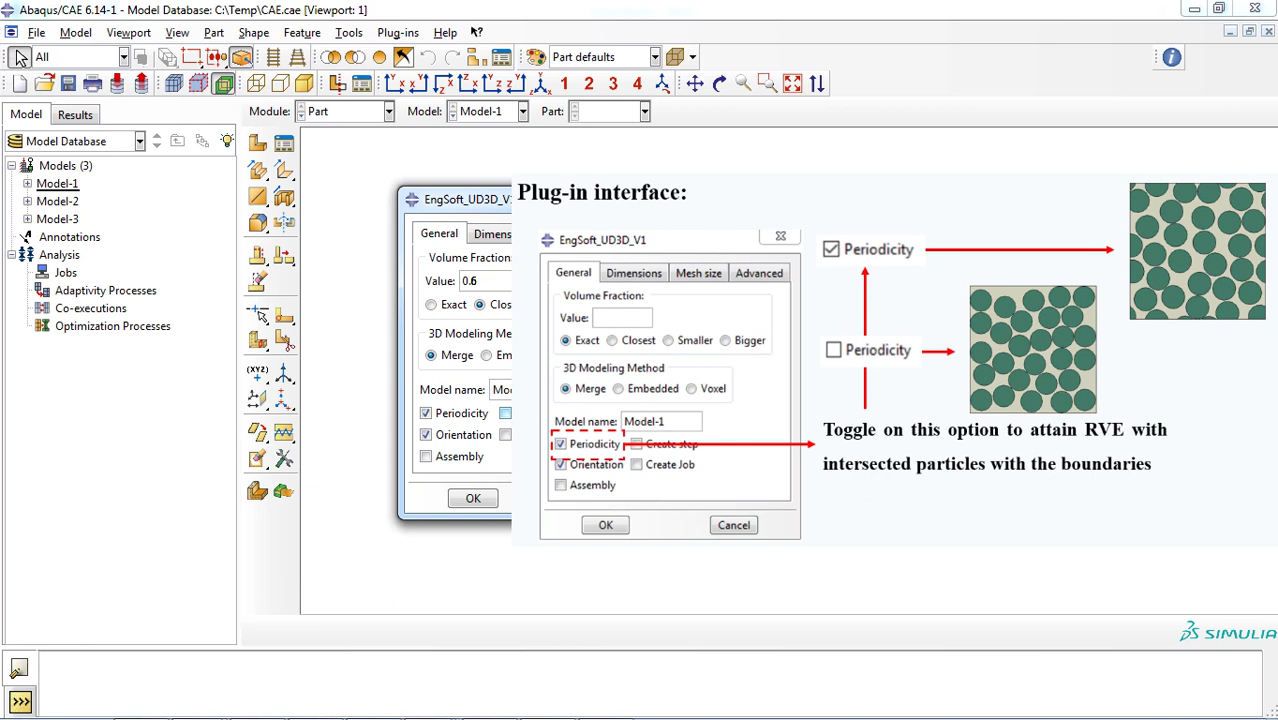 Abaqus/CAE 6.14-1 - Model Database: C:\Temp\CAE.cae [Viewport: 1]
File Model Viewport View Part Shape Feature Tools Plug-ins Help
All
Part defaults
1 2 3 4
Model Results
Module: Part Model: Model-1 Part:
Model Database
Models (3)
Model-1
Model-2
Model-3
Annotations
Analysis
Jobs
Adaptivity Processes
Co-executions
Optimization Processes
(XYZ)
EngSoft_UD3D_V
General Dimens
Volume Fraction
Value: 0.6
Exact Clos
3D Modeling Me
Merge Em
Model name: Mo
Periodicity
Orientation
Assembly
OK
Plug-in interface:
EngSoft_UD3D_V1
General Dimensions Mesh size Advanced
Volume Fraction:
Value:
Exact Closest Smaller Bigger
3D Modeling Method
Merge Embedded Voxel
Model name: Model-1
Periodicity Create step
Orientation Create Job
Assembly
OK Cancel
Periodicity
Periodicity
Toggle on this option to attain RVE with
intersected particles with the boundaries
SIMULIA
>>>